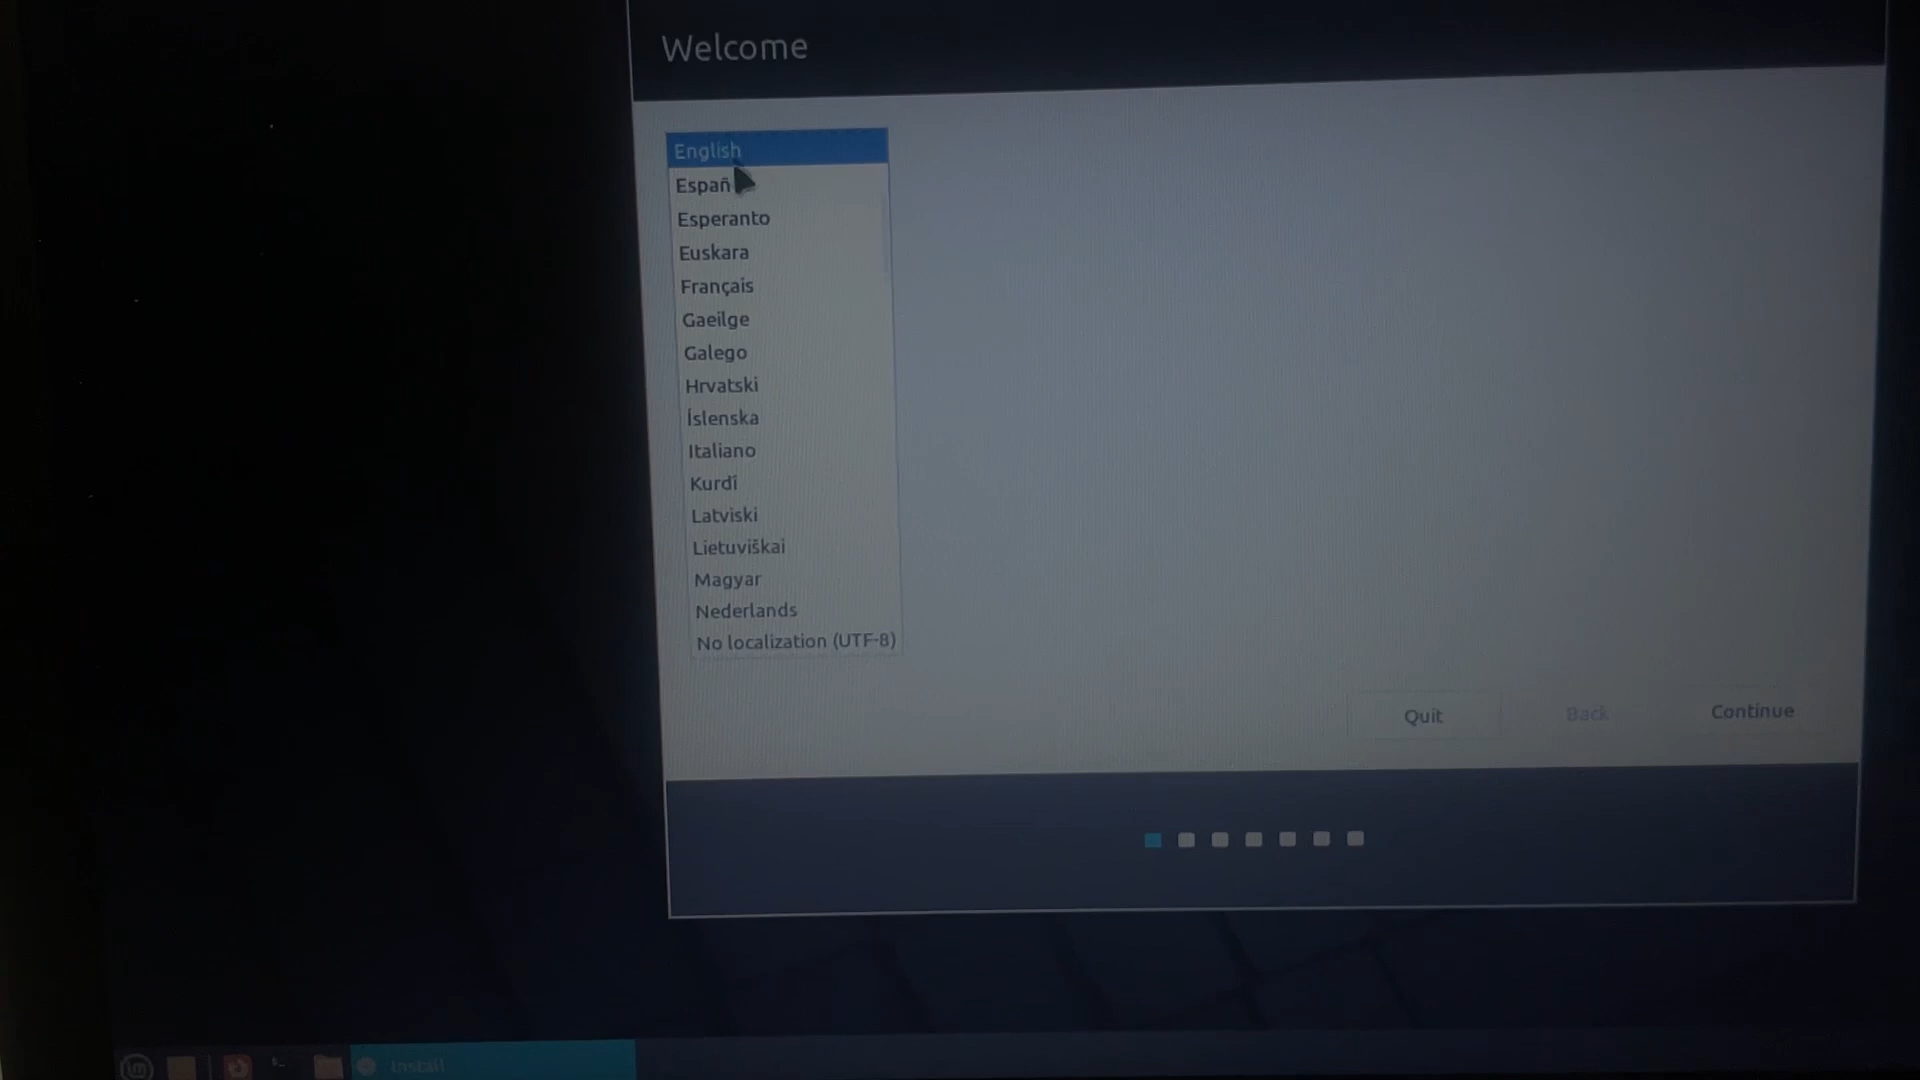 Welcome
English
Españ
Esperanto
Euskara
Français
Gaeilge
Galego
Hrvatski
Íslenska
Italiano
Kurdî
Latviski
Lietuviškai
Magyar
Nederlands
No localization (UTF-8)
Quit
Back
Continue
Install